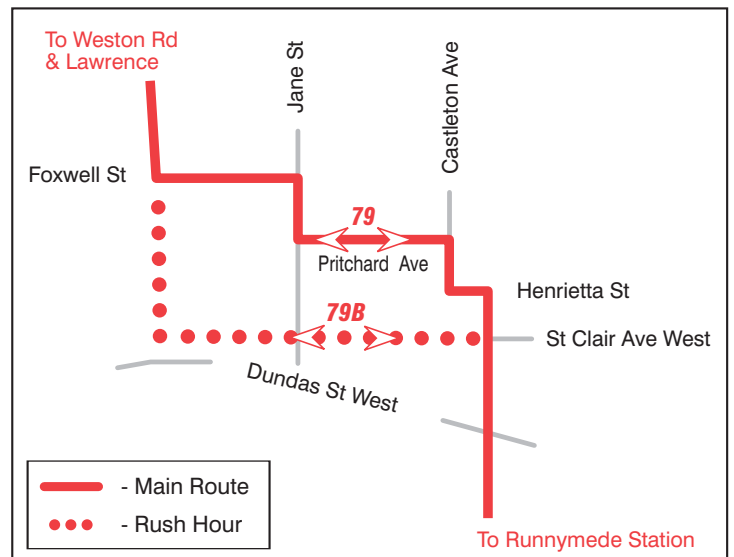 To Weston Rd
& Lawrence
Jane St
Castleton Ave
Foxwell St
79
Pritchard Ave
Henrietta St
79B
St Clair Ave West
Dundas St West
- Main Route
- Rush Hour
To Runnymede Station